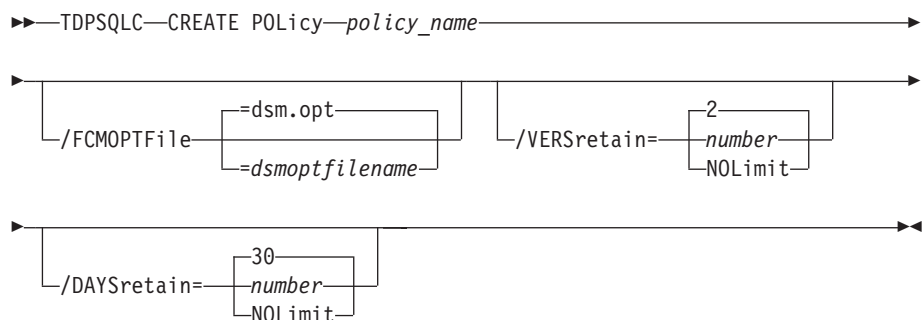 TDPSQLC CREATE POLicy policy_name
=dsm.opt
/FCMOPTFile
=dsmoptfilename
2
/VERSretain= number
NOLimit
30
/DAYSretain= number
NOLimit